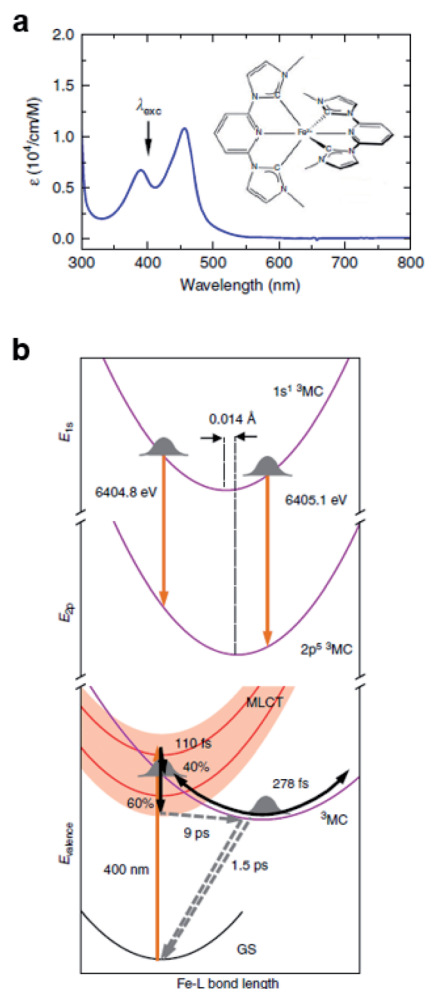 a
2.0
1.5
1.0
0.5
0.0
ε (10⁴/cm/M)
λexc
N
N
C
N
Fe²⁺
N
N
C
N
N
C
N
N
C
N
N
300 400 500 600 700 800
Wavelength (nm)
b
1s¹ ³MC
0.014 Å
E1s
6404.8 eV
6405.1 eV
E2p
2p⁵ ³MC
MLCT
110 fs
40%
278 fs
60%
³MC
9 ps
Evalence
400 nm
1.5 ps
GS
Fe-L bond length